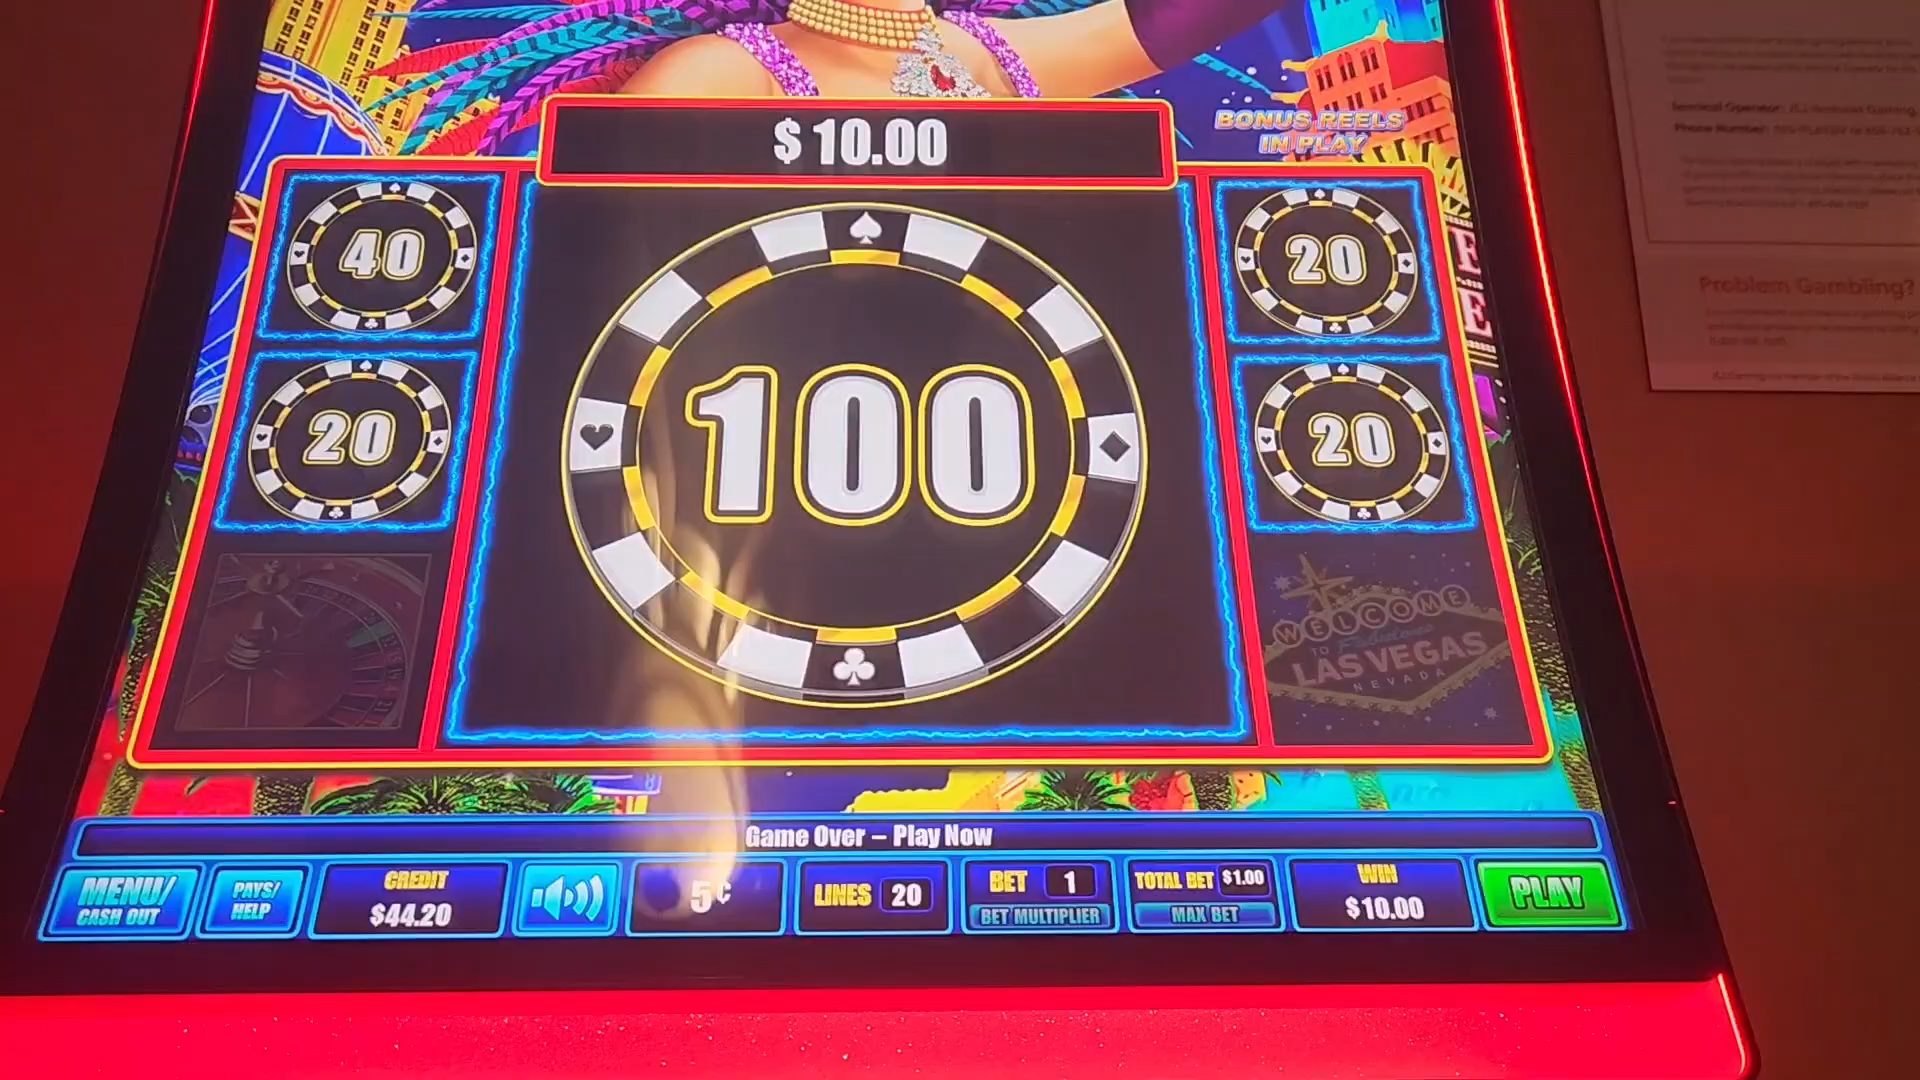 $ 10.00
BONUS REELS
IN PLAY
40
20
100
20
20
WELCOME
TO Fabulous
LAS VEGAS
NEVADA
Problem Gambling?
Game Over – Play Now
MENU/
CASH OUT
PAYS/
HELP
CREDIT
$44.20
5¢
LINES 20
BET 1
BET MULTIPLIER
TOTAL BET $1.00
MAX BET
WIN
$10.00
PLAY